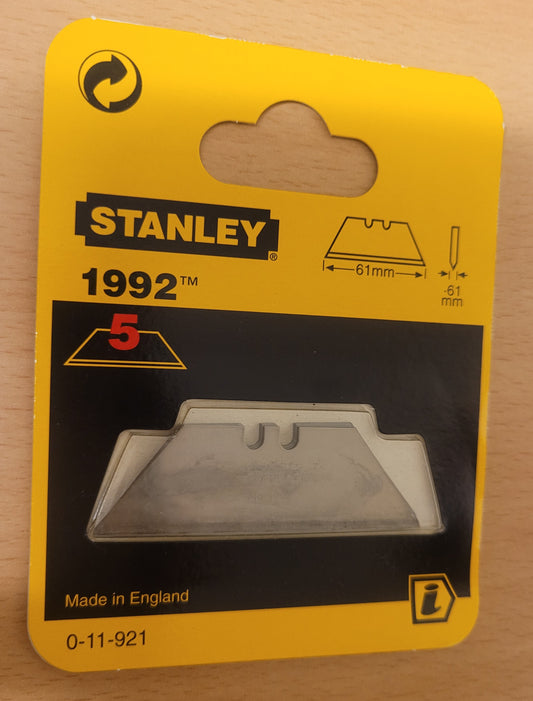 STANLEY®
1992™
61mm
·61
mm
5
Made in England
i
0-11-921